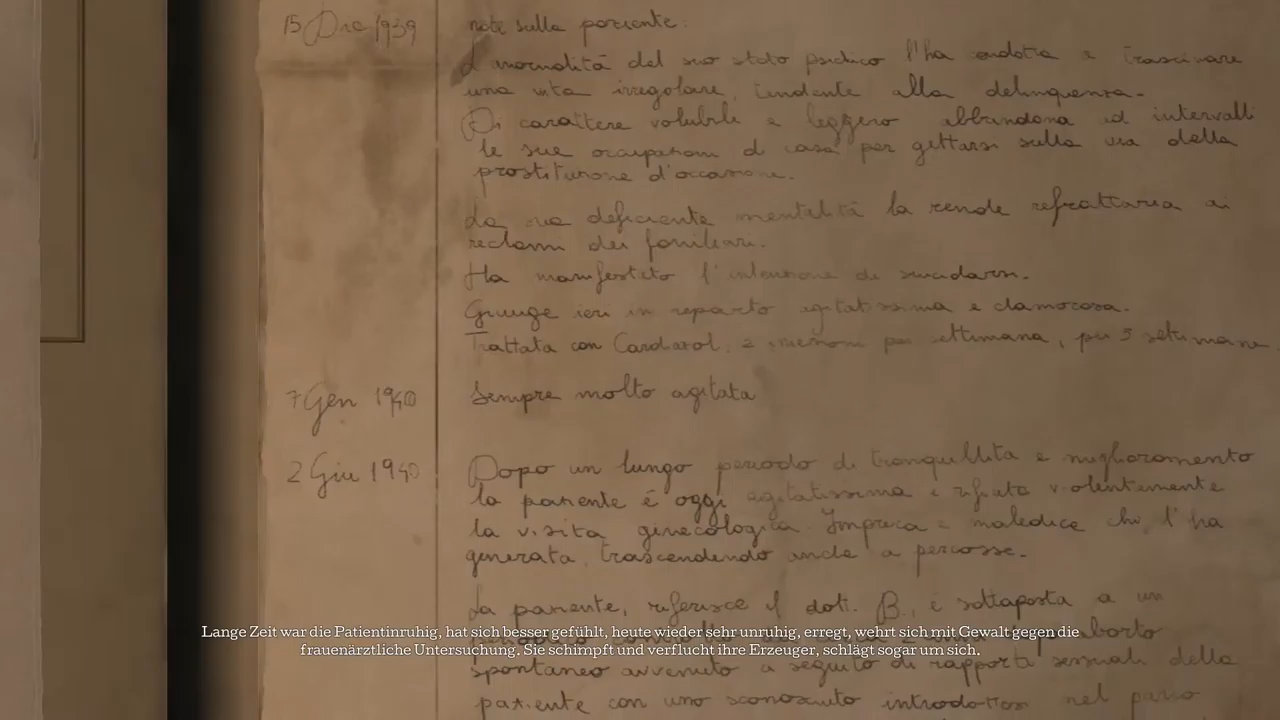 15 Dic 1939 note sulla paziente:
L'anormalità del suo stato psichico l'ha indotta a trascinare
una vita irregolare, tendente alla delinquenza.
Di carattere volubile e leggero abbandona ad intervalli
le sue occupazioni di casa per gettarsi sulla via della
prostituzione d'occasione.
La sua deficiente mentalità la rende refrattaria ai
reclami dei familiari.
Ha manifestato l'intenzione di suicidarsi.
Giunge ieri in reparto agitatissima e clamorosa.
Trattata con Cardiazol, 2 iniezioni per settimana, per 3 settimane
7 Gen 1940 Sempre molto agitata
2 Giu 1940 Dopo un lungo periodo di tranquillità e miglioramento
la paziente è oggi agitatissima e rifiuta violentemente
la visita ginecologica. Impreca e maledice chi l'ha
generata, trascendendo anche a percosse.
La paziente, riferisce il dott. B., è sottoposta a un
aborto
Lange Zeit war die Patientinruhig, hat sich besser gefühlt, heute wieder sehr unruhig, erregt, wehrt sich mit Gewalt gegen die
frauenärztliche Untersuchung. Sie schimpft und verflucht ihre Erzeuger, schlägt sogar um sich.
spontaneo avvenuto a seguito di rapporti sessuali della
paziente con uno sconosciuto introdottosi nel parco